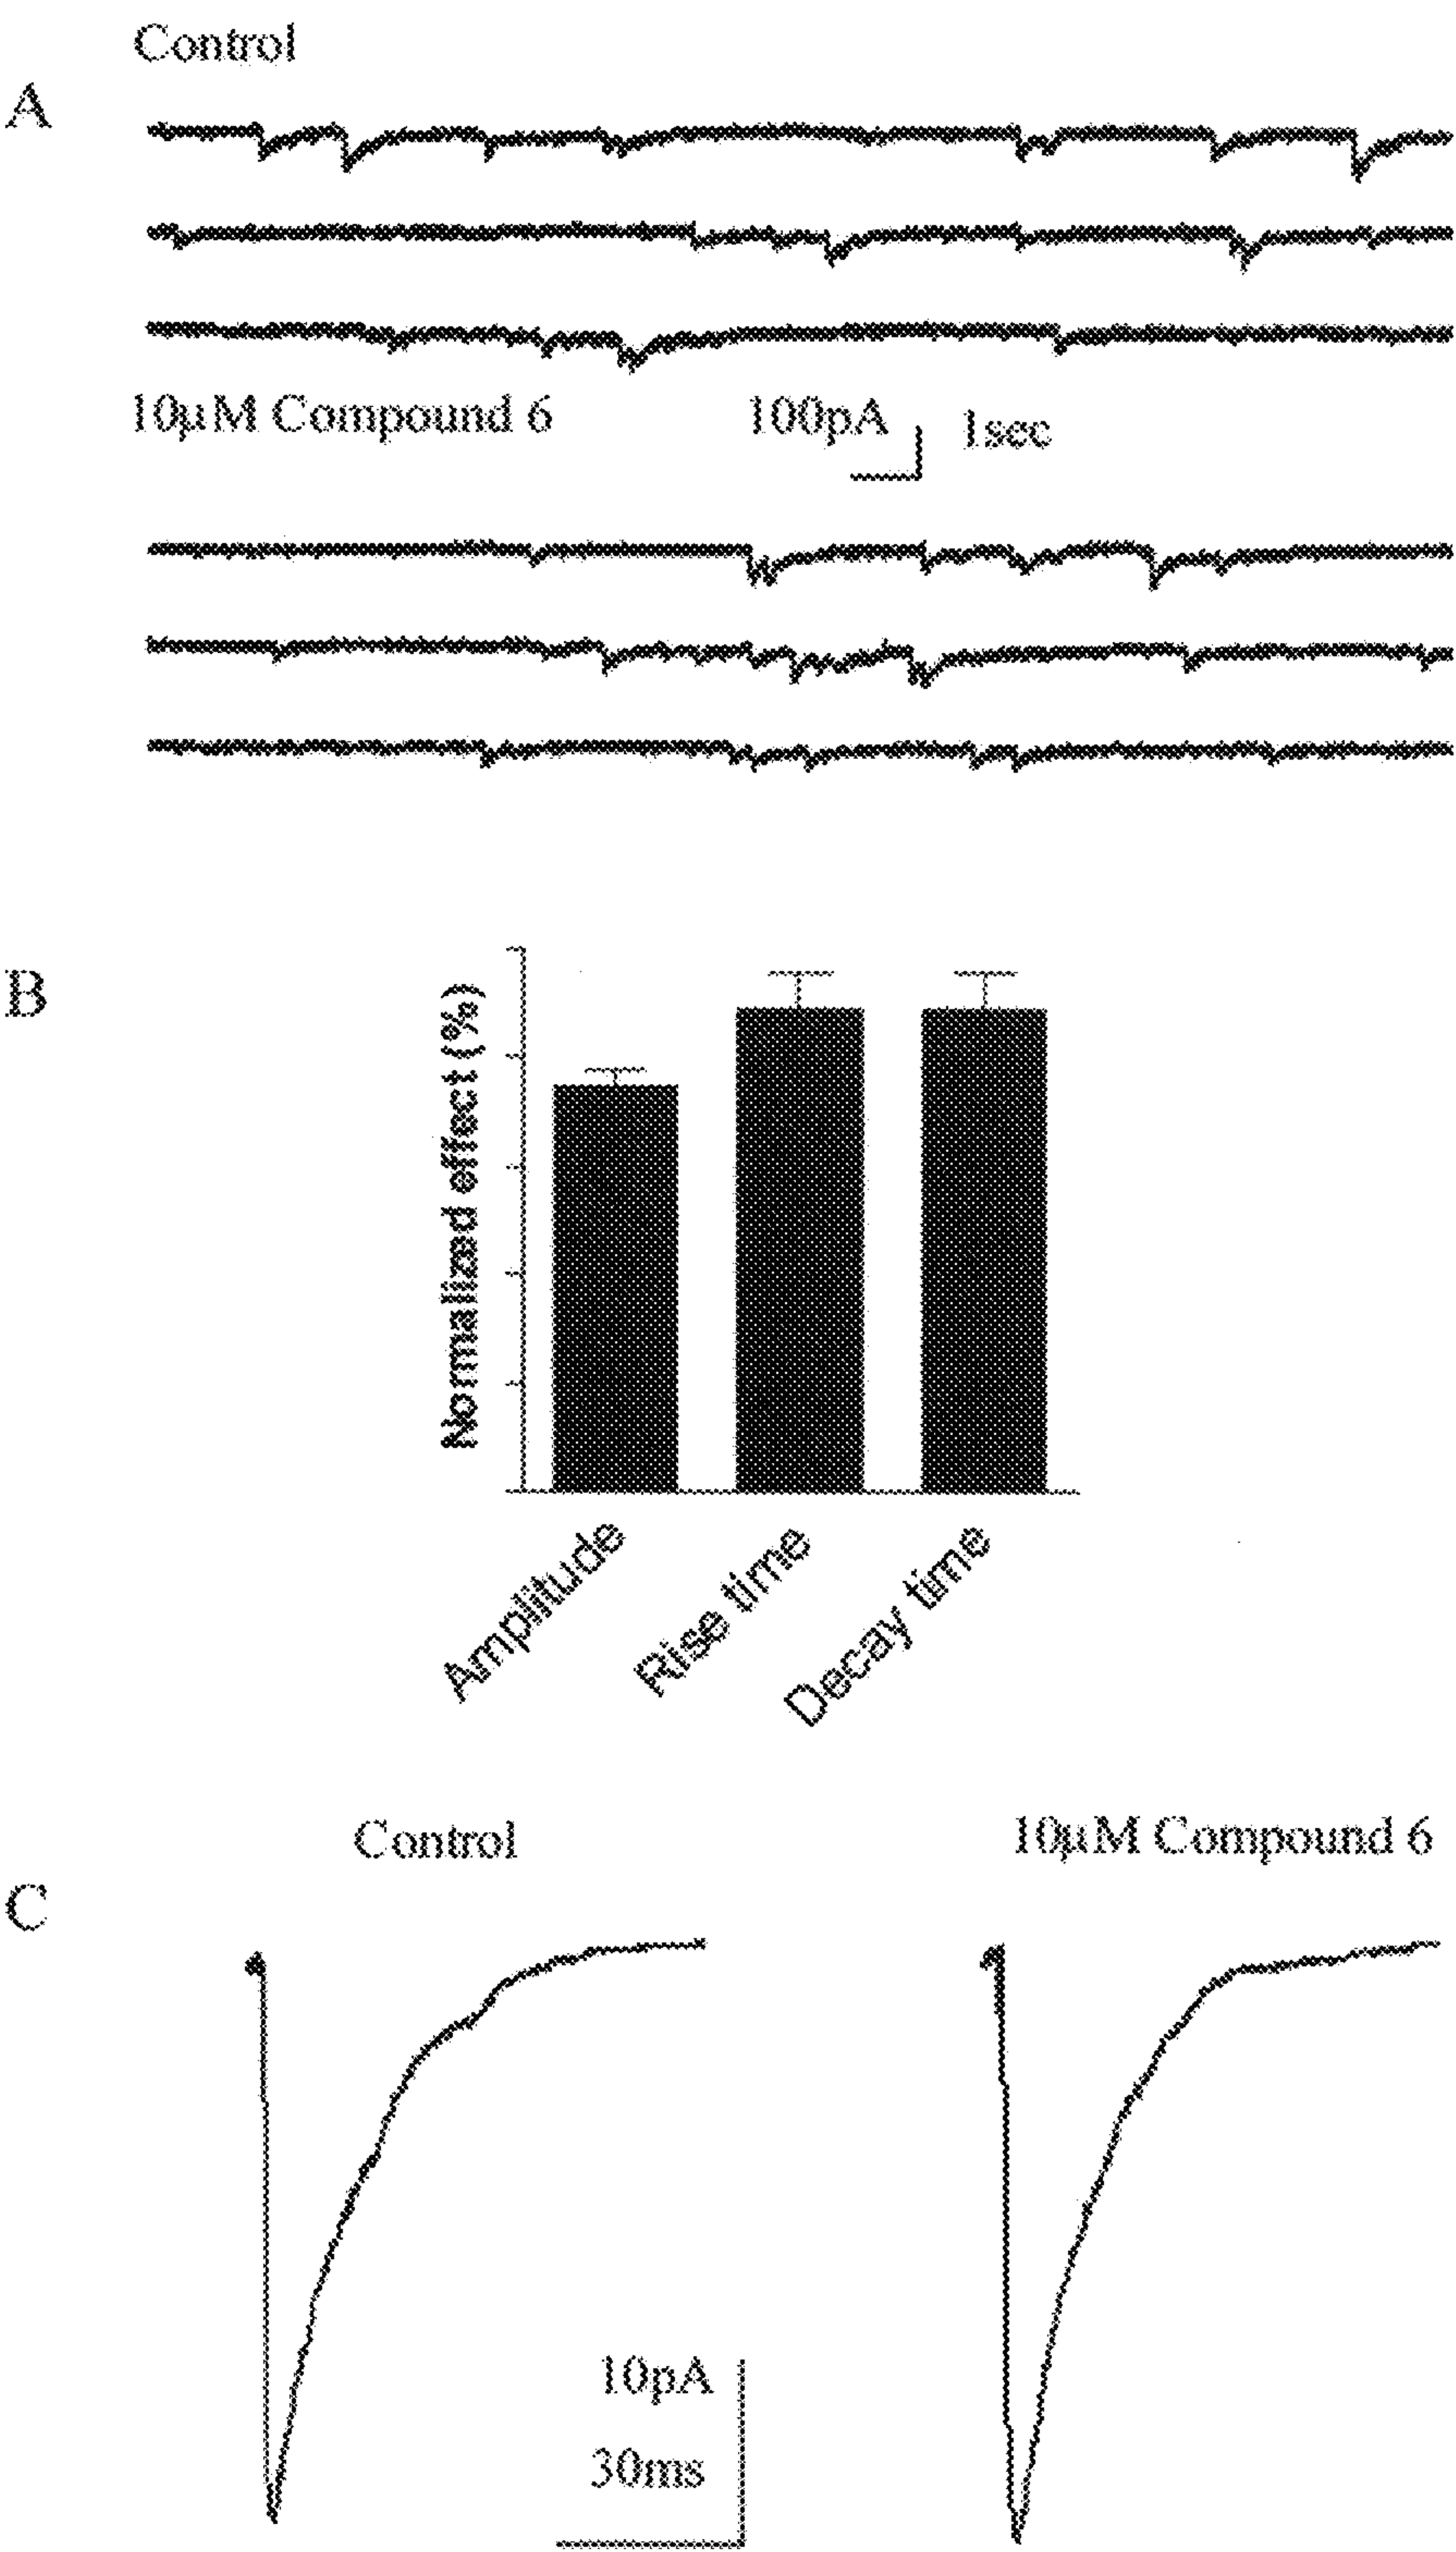 Control
A
10µM Compound 6
100pA
1sec
B
Normalized effect (%)
Amplitude
Rise time
Decay time
Control
10µM Compound 6
C
10pA
30ms